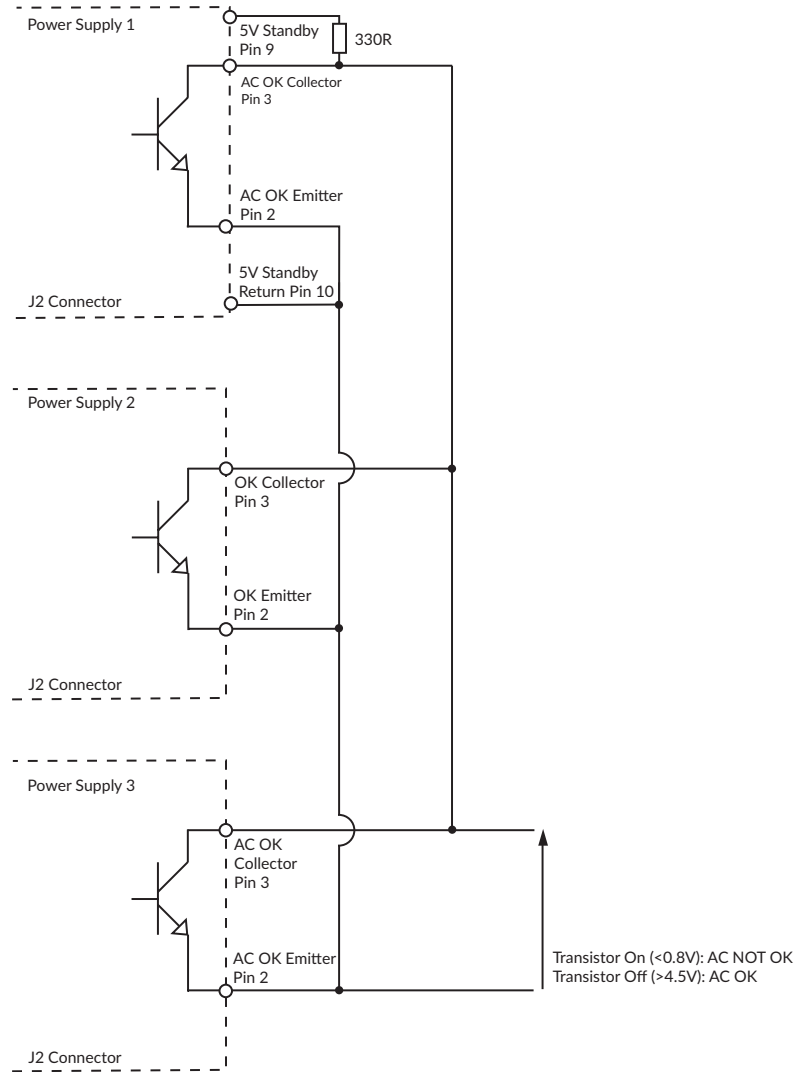 Power Supply 1
5V Standby
Pin 9
330R
AC OK Collector
Pin 3
AC OK Emitter
Pin 2
5V Standby
Return Pin 10
J2 Connector
Power Supply 2
OK Collector
Pin 3
OK Emitter
Pin 2
J2 Connector
Power Supply 3
AC OK
Collector
Pin 3
AC OK Emitter
Pin 2
Transistor On (<0.8V): AC NOT OK
Transistor Off (>4.5V): AC OK
J2 Connector